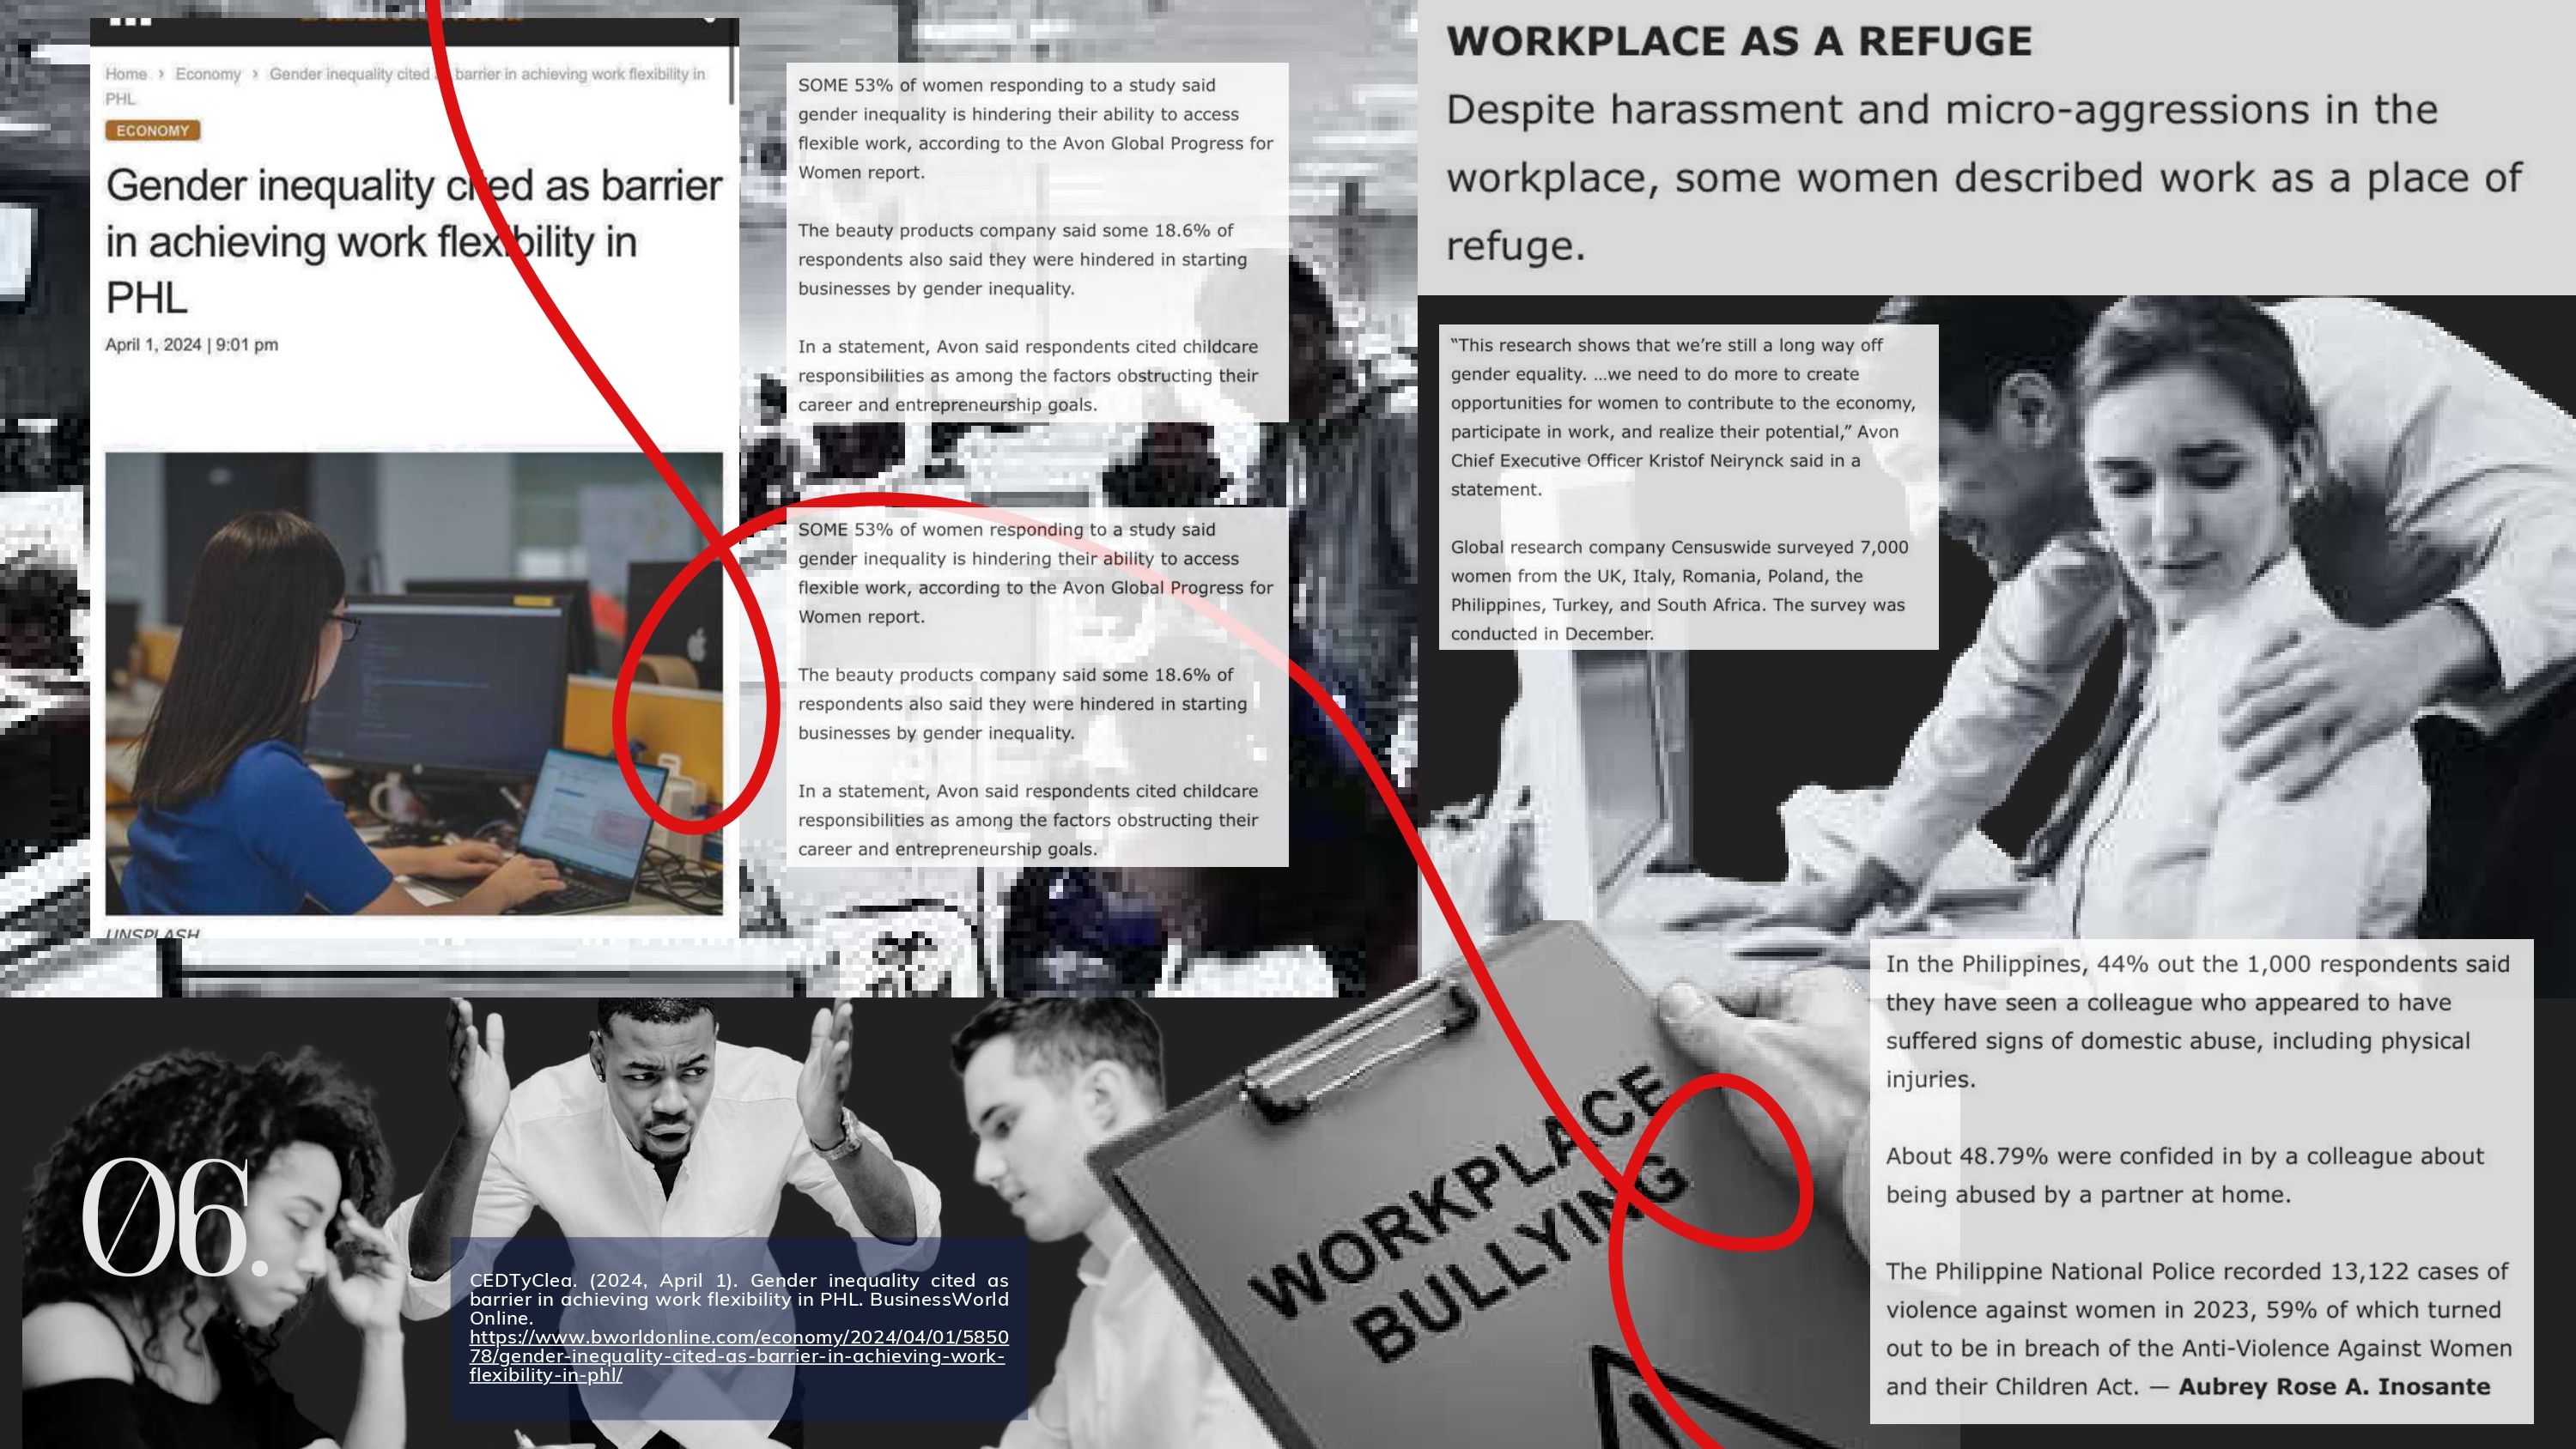 Home > Economy > Gender inequality cited as barrier in achieving work flexibility in
PHL
ECONOMY
Gender inequality cited as barrier
in achieving work flexibility in
PHL
April 1, 2024 | 9:01 pm
UNSPLASH
SOME 53% of women responding to a study said
gender inequality is hindering their ability to access
flexible work, according to the Avon Global Progress for
Women report.
The beauty products company said some 18.6% of
respondents also said they were hindered in starting
businesses by gender inequality.
In a statement, Avon said respondents cited childcare
responsibilities as among the factors obstructing their
career and entrepreneurship goals.
SOME 53% of women responding to a study said
gender inequality is hindering their ability to access
flexible work, according to the Avon Global Progress for
Women report.
The beauty products company said some 18.6% of
respondents also said they were hindered in starting
businesses by gender inequality.
In a statement, Avon said respondents cited childcare
responsibilities as among the factors obstructing their
career and entrepreneurship goals.
WORKPLACE AS A REFUGE
Despite harassment and micro-aggressions in the
workplace, some women described work as a place of
refuge.
“This research shows that we’re still a long way off
gender equality. …we need to do more to create
opportunities for women to contribute to the economy,
participate in work, and realize their potential,” Avon
Chief Executive Officer Kristof Neirynck said in a
statement.
Global research company Censuswide surveyed 7,000
women from the UK, Italy, Romania, Poland, the
Philippines, Turkey, and South Africa. The survey was
conducted in December.
In the Philippines, 44% out the 1,000 respondents said
they have seen a colleague who appeared to have
suffered signs of domestic abuse, including physical
injuries.
About 48.79% were confided in by a colleague about
being abused by a partner at home.
The Philippine National Police recorded 13,122 cases of
violence against women in 2023, 59% of which turned
out to be in breach of the Anti-Violence Against Women
and their Children Act. — Aubrey Rose A. Inosante
WORKPLACE
BULLYING
06.
CEDTyClea. (2024, April 1). Gender inequality cited as
barrier in achieving work flexibility in PHL. BusinessWorld
Online.
https://www.bworldonline.com/economy/2024/04/01/5850
78/gender-inequality-cited-as-barrier-in-achieving-work-
flexibility-in-phl/